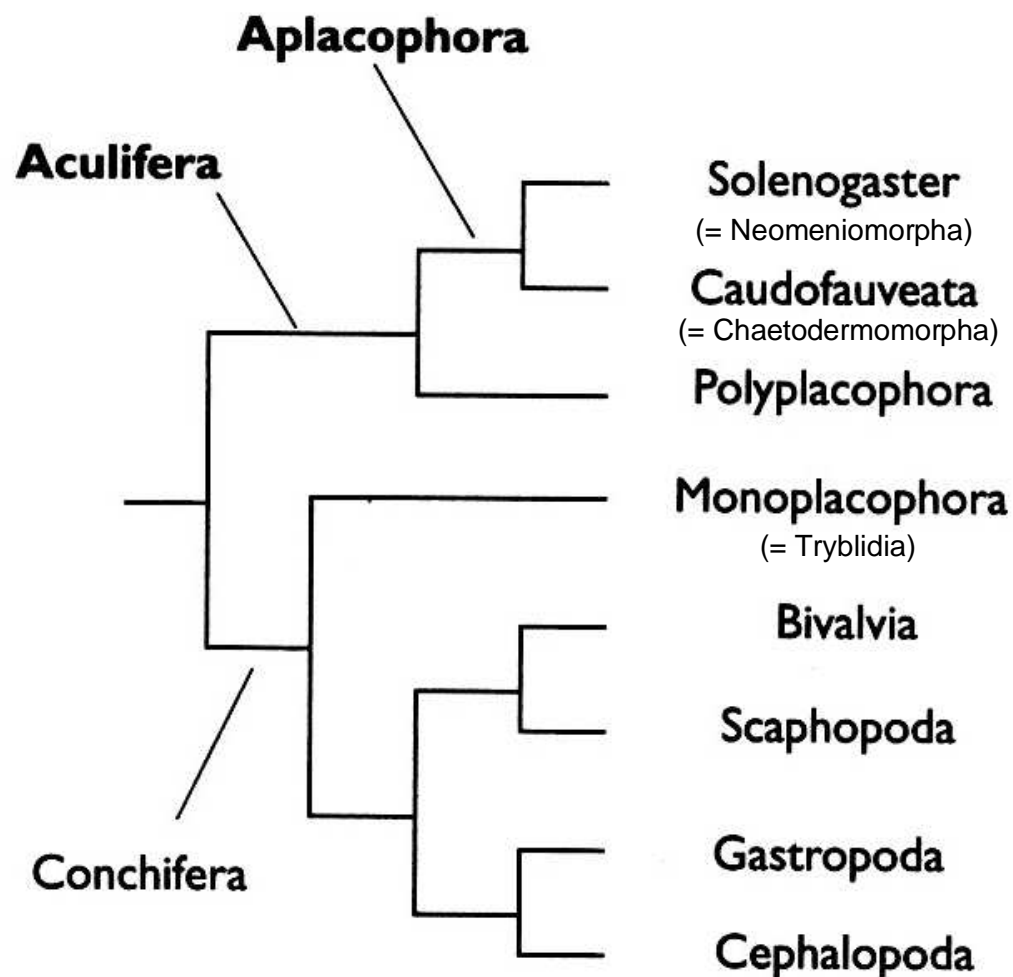 Aplacophora
Aculifera
Solenogaster
(= Neomeniomorpha)
Caudofauveata
(= Chaetodermomorpha)
Polyplacophora
Monoplacophora
(= Tryblidia)
Bivalvia
Scaphopoda
Conchifera
Gastropoda
Cephalopoda